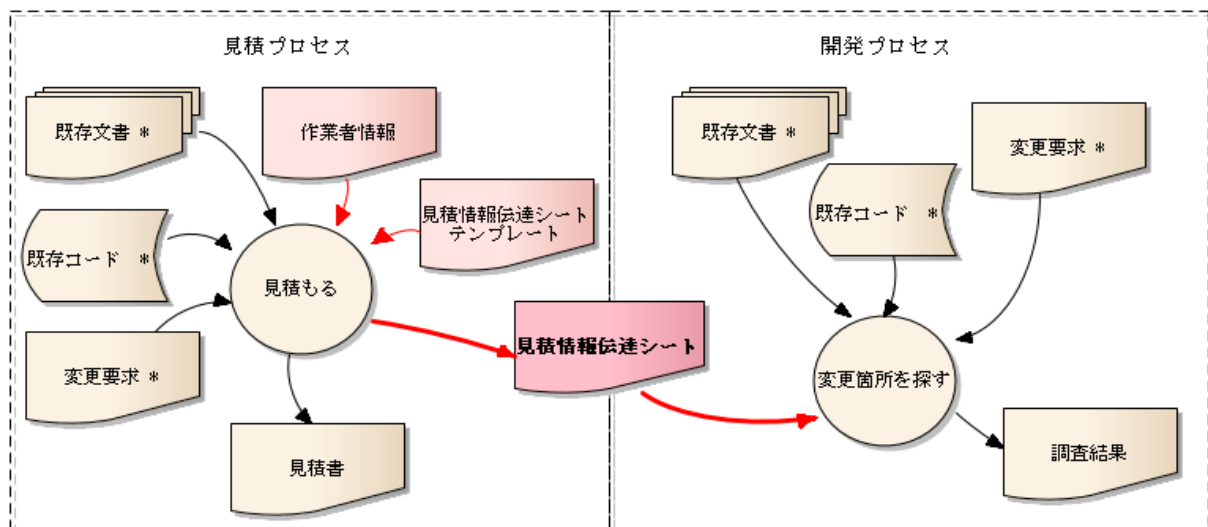 見積プロセス
既存文書 *
作業者情報
見積情報伝達シート
テンプレート
既存コード *
見積もる
変更要求 *
見積書
見積情報伝達シート
開発プロセス
既存文書 *
変更要求 *
既存コード *
変更箇所を探す
調査結果